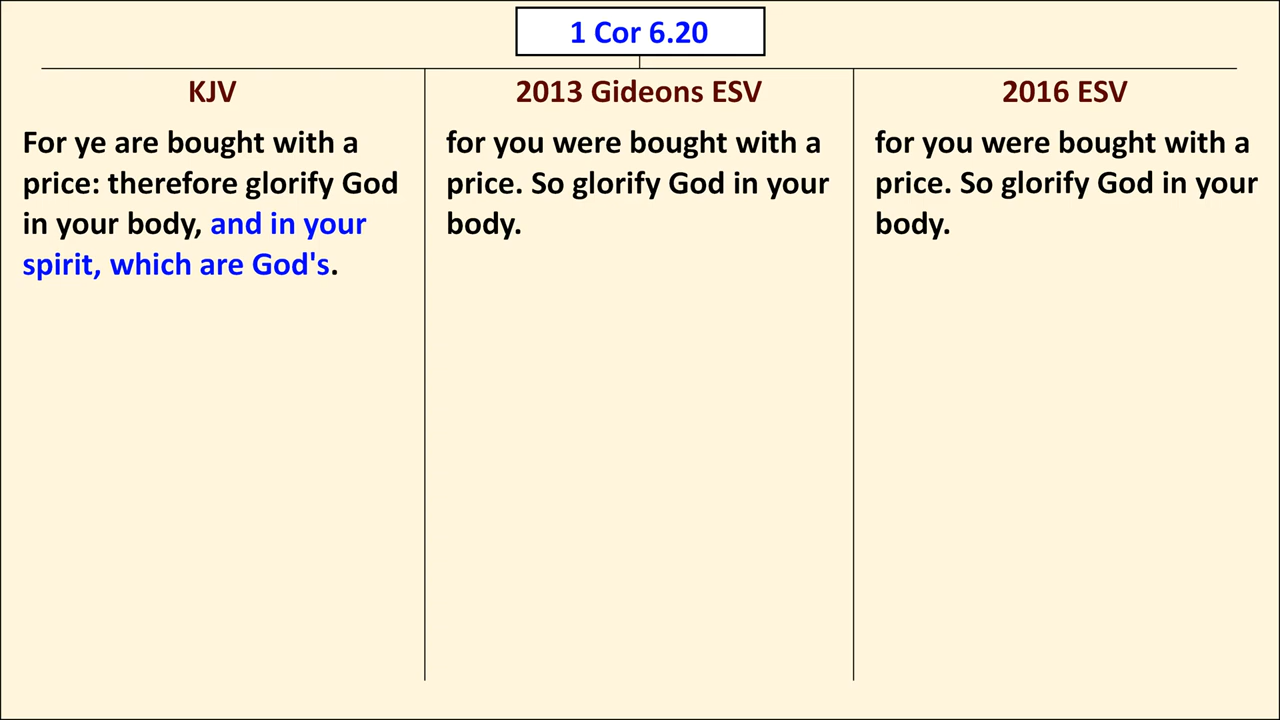 1 Cor 6.20
KJV
For ye are bought with a
price: therefore glorify God
in your body, and in your
spirit, which are God's.
2013 Gideons ESV
for you were bought with a
price. So glorify God in your
body.
2016 ESV
for you were bought with a
price. So glorify God in your
body.